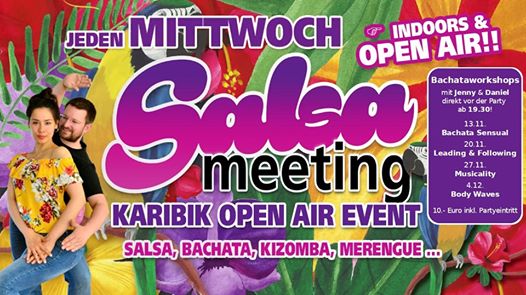 JEDEN MITTWOCH
Salsa
meeting
KARIBIK OPEN AIR EVENT
SALSA, BACHATA, KIZOMBA, MERENGUE ...
INDOORS &
OPEN AIR!!
Bachataworkshops
mit Jenny & Daniel
direkt vor der Party
ab 19.30!
13.11.
Bachata Sensual
20.11.
Leading & Following
27.11.
Musicality
4.12.
Body Waves
10.- Euro inkl. Partyeintritt